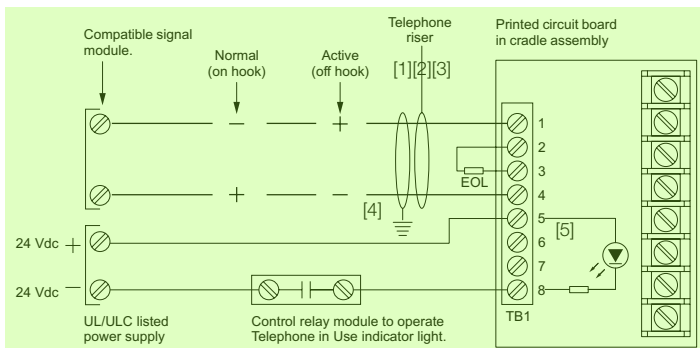 Compatible signal
module.
Normal
(on hook)
Active
(off hook)
Telephone
riser
[1][2][3]
Printed circuit board
in cradle assembly
1
2
3
EOL
4
[4]
5
[5]
6
7
8
TB1
24 Vdc +
24 Vdc −
UL/ULC listed
power supply
Control relay module to operate
Telephone in Use indicator light.